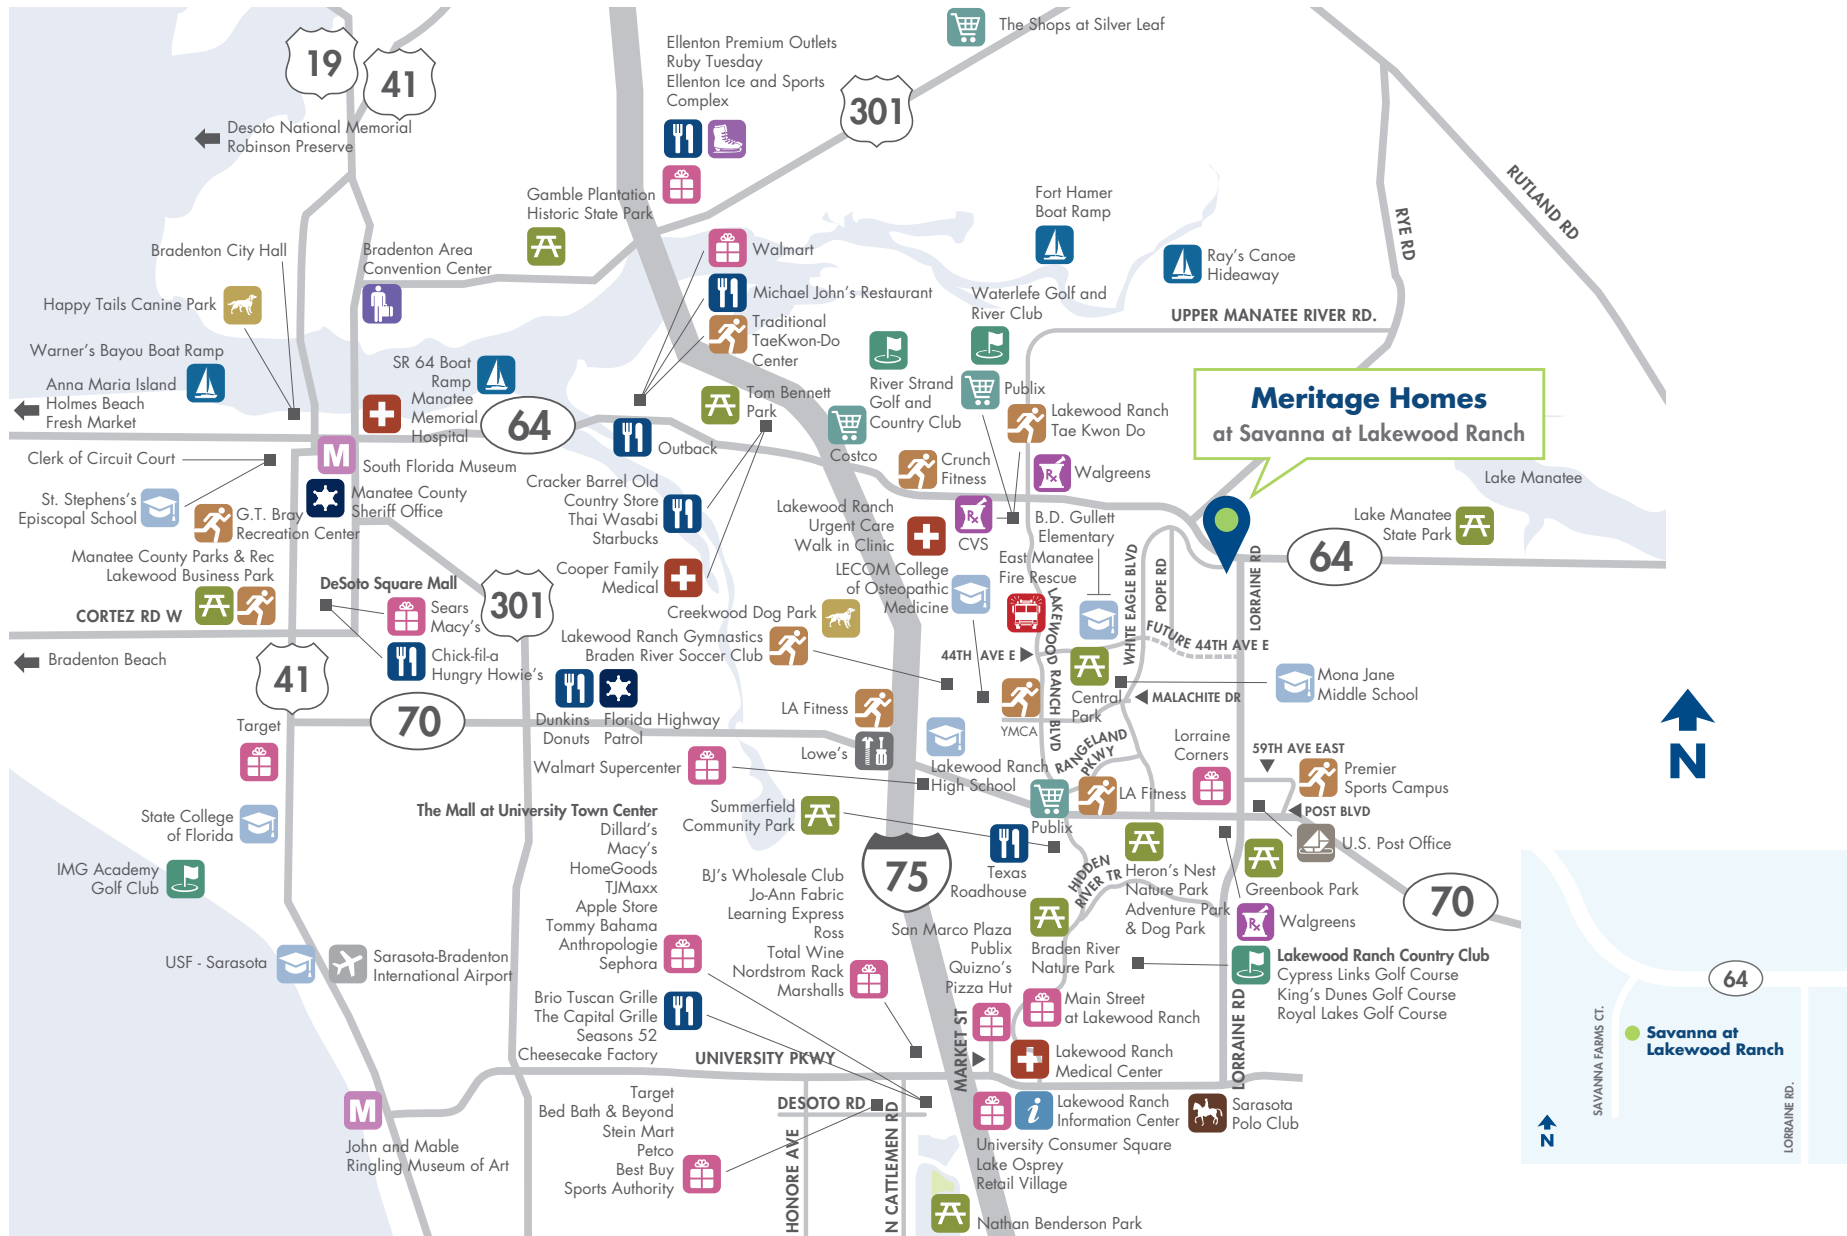 The Shops at Silver Leaf
19
41
301
Ellenton Premium Outlets
Ruby Tuesday
Ellenton Ice and Sports
Complex
Desoto National Memorial
Robinson Preserve
Gamble Plantation
Historic State Park
Fort Hamer
Boat Ramp
RYE RD
RUTLAND RD
Bradenton City Hall
Bradenton Area
Convention Center
Walmart
Ray's Canoe
Hideaway
Happy Tails Canine Park
Michael John's Restaurant
Waterlefe Golf and
River Club
UPPER MANATEE RIVER RD.
Traditional
TaeKwon-Do
Center
Warner's Bayou Boat Ramp
SR 64 Boat
Ramp
Anna Maria Island
Holmes Beach
Fresh Market
Manatee
Memorial
Hospital
64
Tom Bennett
Park
River Strand
Golf and
Country Club
Publix
Lakewood Ranch
Tae Kwon Do
Meritage Homes
at Savanna at Lakewood Ranch
Outback
Costco
Clerk of Circuit Court
M
South Florida Museum
Crunch
Fitness
Rx
Walgreens
Lake Manatee
St. Stephens's
Episcopal School
Manatee County
Sheriff Office
G.T. Bray
Recreation Center
Cracker Barrel Old
Country Store
Thai Wasabi
Starbucks
Lakewood Ranch
Urgent Care
Walk in Clinic
Rx
CVS
B.D. Gullett
Elementary
Lake Manatee
State Park
Manatee County Parks & Rec
Lakewood Business Park
Cooper Family
Medical
LECOM College
of Osteopathic
Medicine
East Manatee
Fire Rescue
WHITE EAGLE BLVD
POPE RD
LORRAINE RD
64
DeSoto Square Mall
301
CORTEZ RD W
Sears
Macy's
Creekwood Dog Park
Lakewood Ranch Gymnastics
Braden River Soccer Club
LAKEWOOD RANCH BLVD
FUTURE 44TH AVE E
44TH AVE E
Bradenton Beach
Chick-fil-a
Hungry Howie's
41
Central
Park
MALACHITE DR
Mona Jane
Middle School
Target
70
Dunkins
Donuts
Florida Highway
Patrol
LA Fitness
YMCA
Lowe's
Lakewood Ranch
High School
RANGELAND
PKWY
Lorraine
Corners
59TH AVE EAST
N
Walmart Supercenter
Premier
Sports Campus
LA Fitness
The Mall at University Town Center
Dillard's
Macy's
HomeGoods
TJMaxx
Apple Store
Tommy Bahama
Anthropologie
Sephora
Summerfield
Community Park
Publix
POST BLVD
State College
of Florida
U.S. Post Office
75
Texas
Roadhouse
HIDDEN
RIVER TR
Heron's Nest
Nature Park
Adventure Park
& Dog Park
Greenbook Park
70
IMG Academy
Golf Club
BJ's Wholesale Club
Jo-Ann Fabric
Learning Express
Ross
Total Wine
Nordstrom Rack
Marshalls
San Marco Plaza
Publix
Quizno's
Pizza Hut
Rx
Walgreens
Braden River
Nature Park
USF - Sarasota
Sarasota-Bradenton
International Airport
Lakewood Ranch Country Club
Cypress Links Golf Course
King's Dunes Golf Course
Royal Lakes Golf Course
64
Brio Tuscan Grille
The Capital Grille
Seasons 52
Cheesecake Factory
Main Street
at Lakewood Ranch
LORRAINE RD
MARKET ST
SAVANNA FARMS CT.
Savanna at
Lakewood Ranch
LORRAINE RD.
N
UNIVERSITY PKWY
Lakewood Ranch
Medical Center
M
John and Mable
Ringling Museum of Art
Target
Bed Bath & Beyond
Stein Mart
Petco
Best Buy
Sports Authority
DESOTO RD
HONORE AVE
N CATTLEMEN RD
i
Lakewood Ranch
Information Center
Sarasota
Polo Club
University Consumer Square
Lake Osprey
Retail Village
Nathan Benderson Park